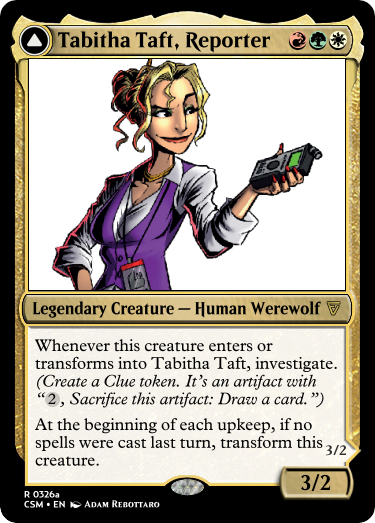 Tabitha Taft, Reporter
Legendary Creature — Human Werewolf
Whenever this creature enters or
transforms into Tabitha Taft, investigate.
(Create a Clue token. It's an artifact with
“2, Sacrifice this artifact: Draw a card.”)
At the beginning of each upkeep, if no
spells were cast last turn, transform this
creature.
3/2
3/2
R 0326a
CSM • EN Adam Rebottaro